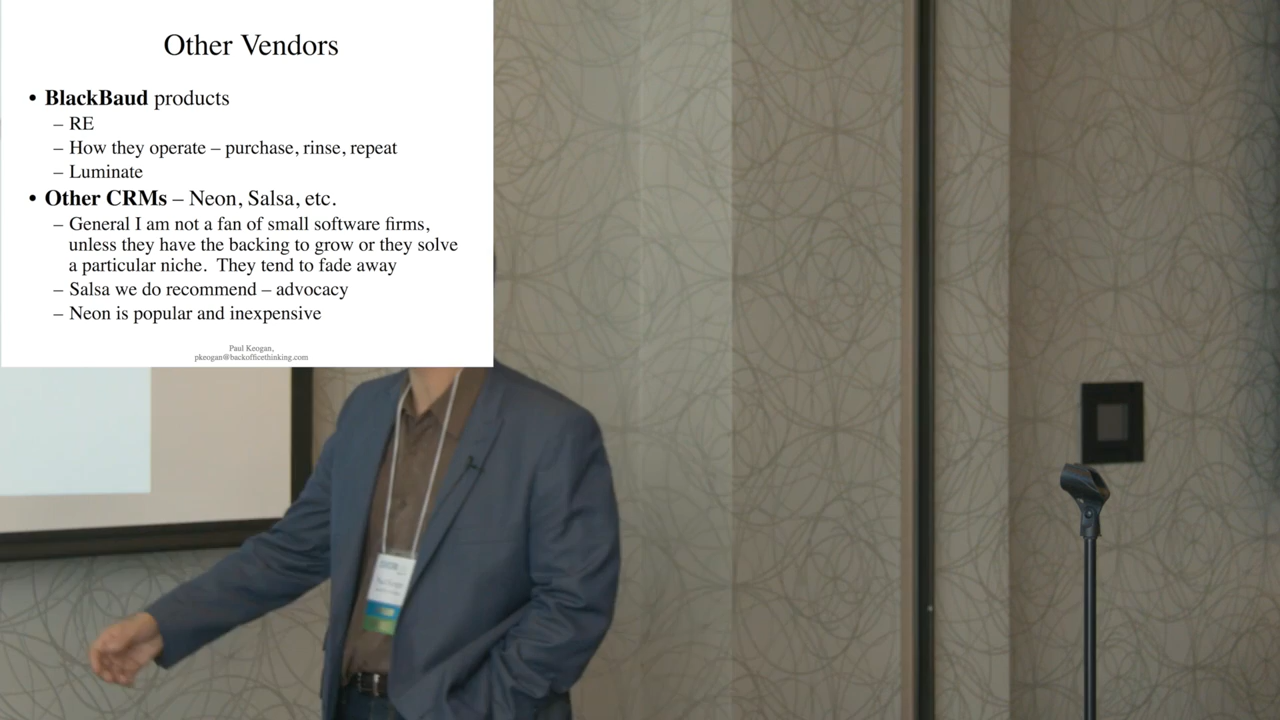 Other Vendors
• BlackBaud products
– RE
– How they operate – purchase, rinse, repeat
– Luminate
• Other CRMs – Neon, Salsa, etc.
– General I am not a fan of small software firms,
unless they have the backing to grow or they solve
a particular niche.  They tend to fade away
– Salsa we do recommend – advocacy
– Neon is popular and inexpensive
Paul Keogan,
pkeogan@backofficethinking.com